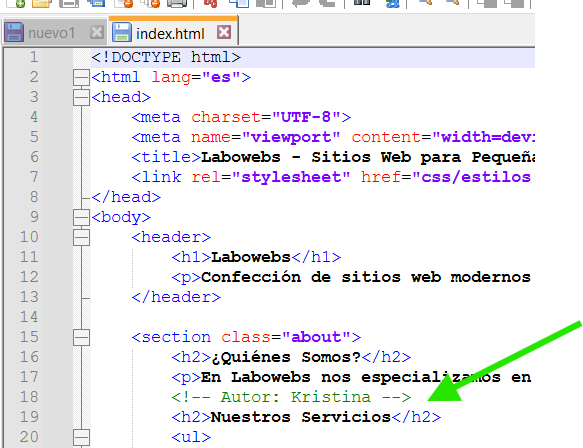 nuevo1 index.html
1 <!DOCTYPE html>
2 <html lang="es">
3 <head>
4 <meta charset="UTF-8">
5 <meta name="viewport" content="width=devi
6 <title>Labowebs - Sitios Web para Pequeña
7 <link rel="stylesheet" href="css/estilos
8 </head>
9 <body>
10 <header>
11 <h1>Labowebs</h1>
12 <p>Confección de sitios web modernos
13 </header>
14
15 <section class="about">
16 <h2>¿Quiénes Somos?</h2>
17 <p>En Labowebs nos especializamos en
18 <!-- Autor: Kristina -->
19 <h2>Nuestros Servicios</h2>
20 <ul>